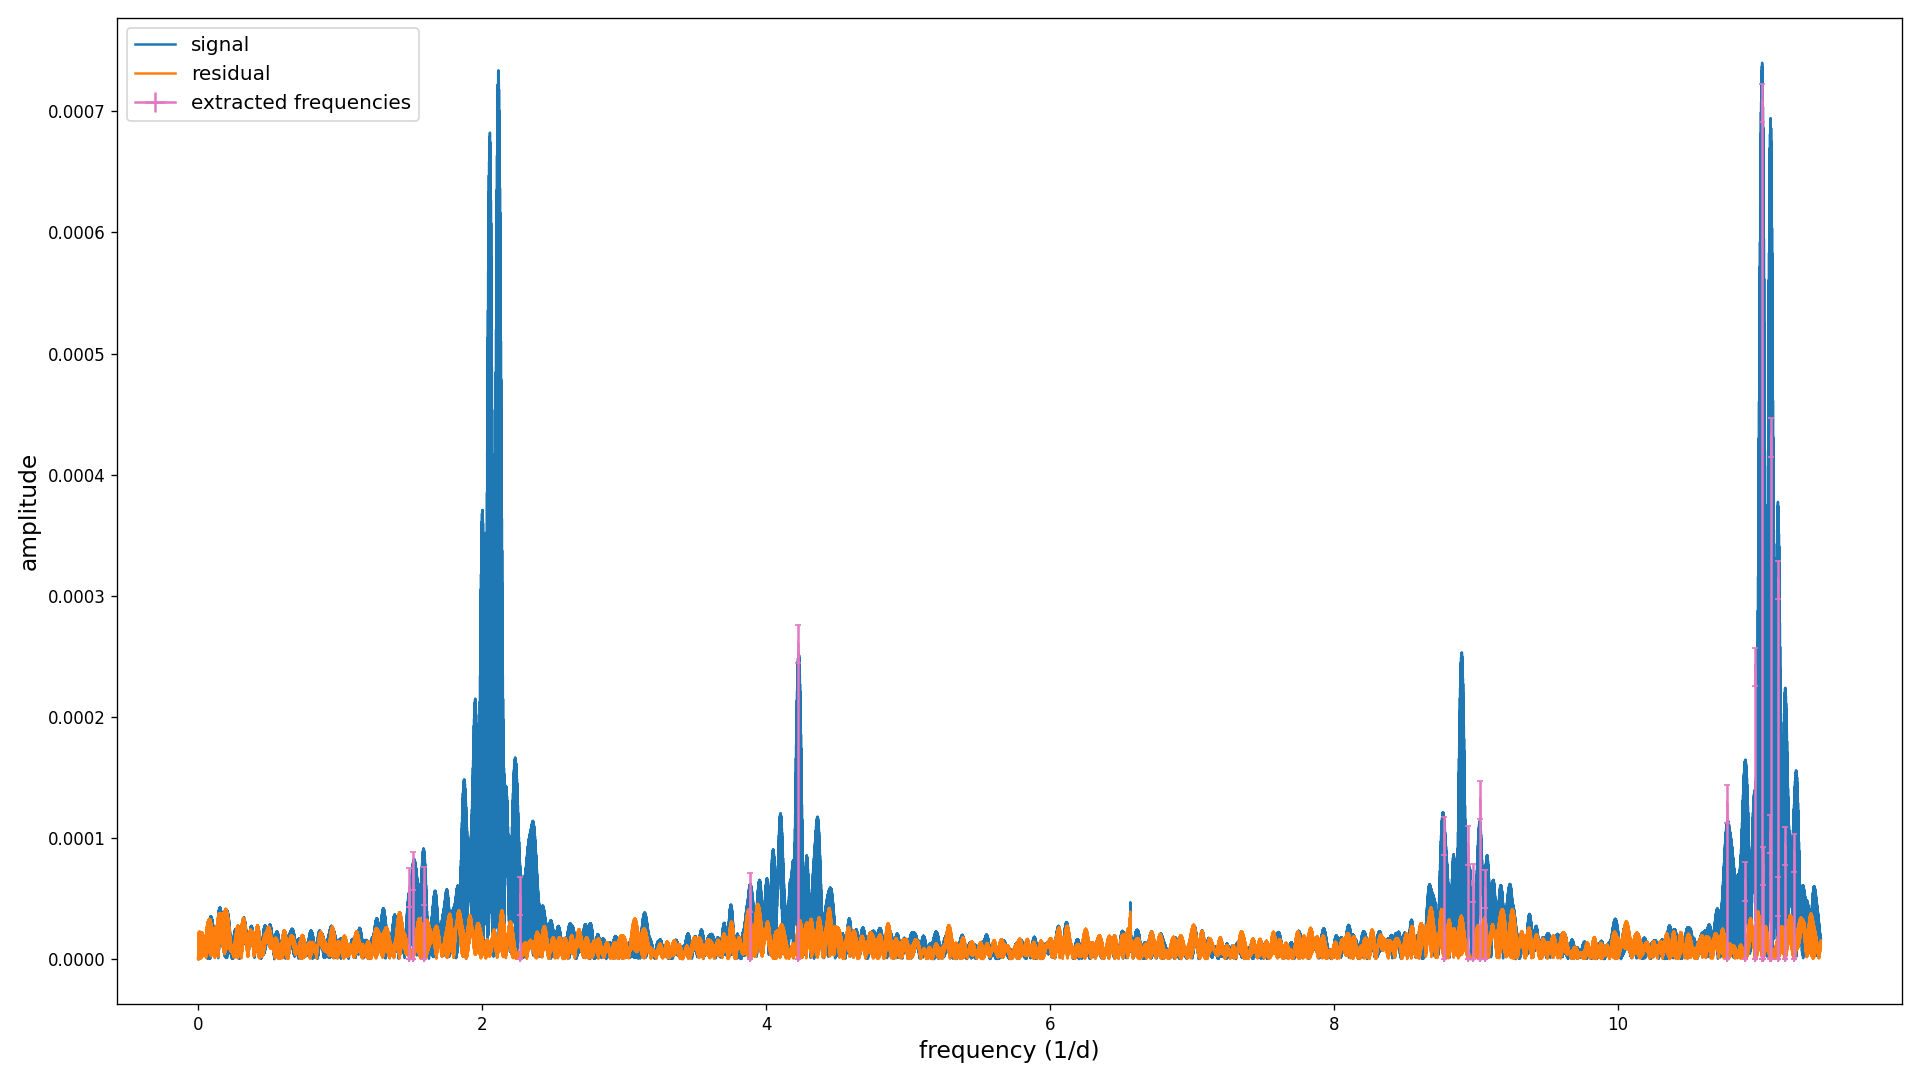 signal
residual
extracted frequencies
0.0007
0.0006
0.0005
0.0004
0.0003
0.0002
0.0001
0.0000
amplitude
0 2 4 6 8 10
frequency (1/d)